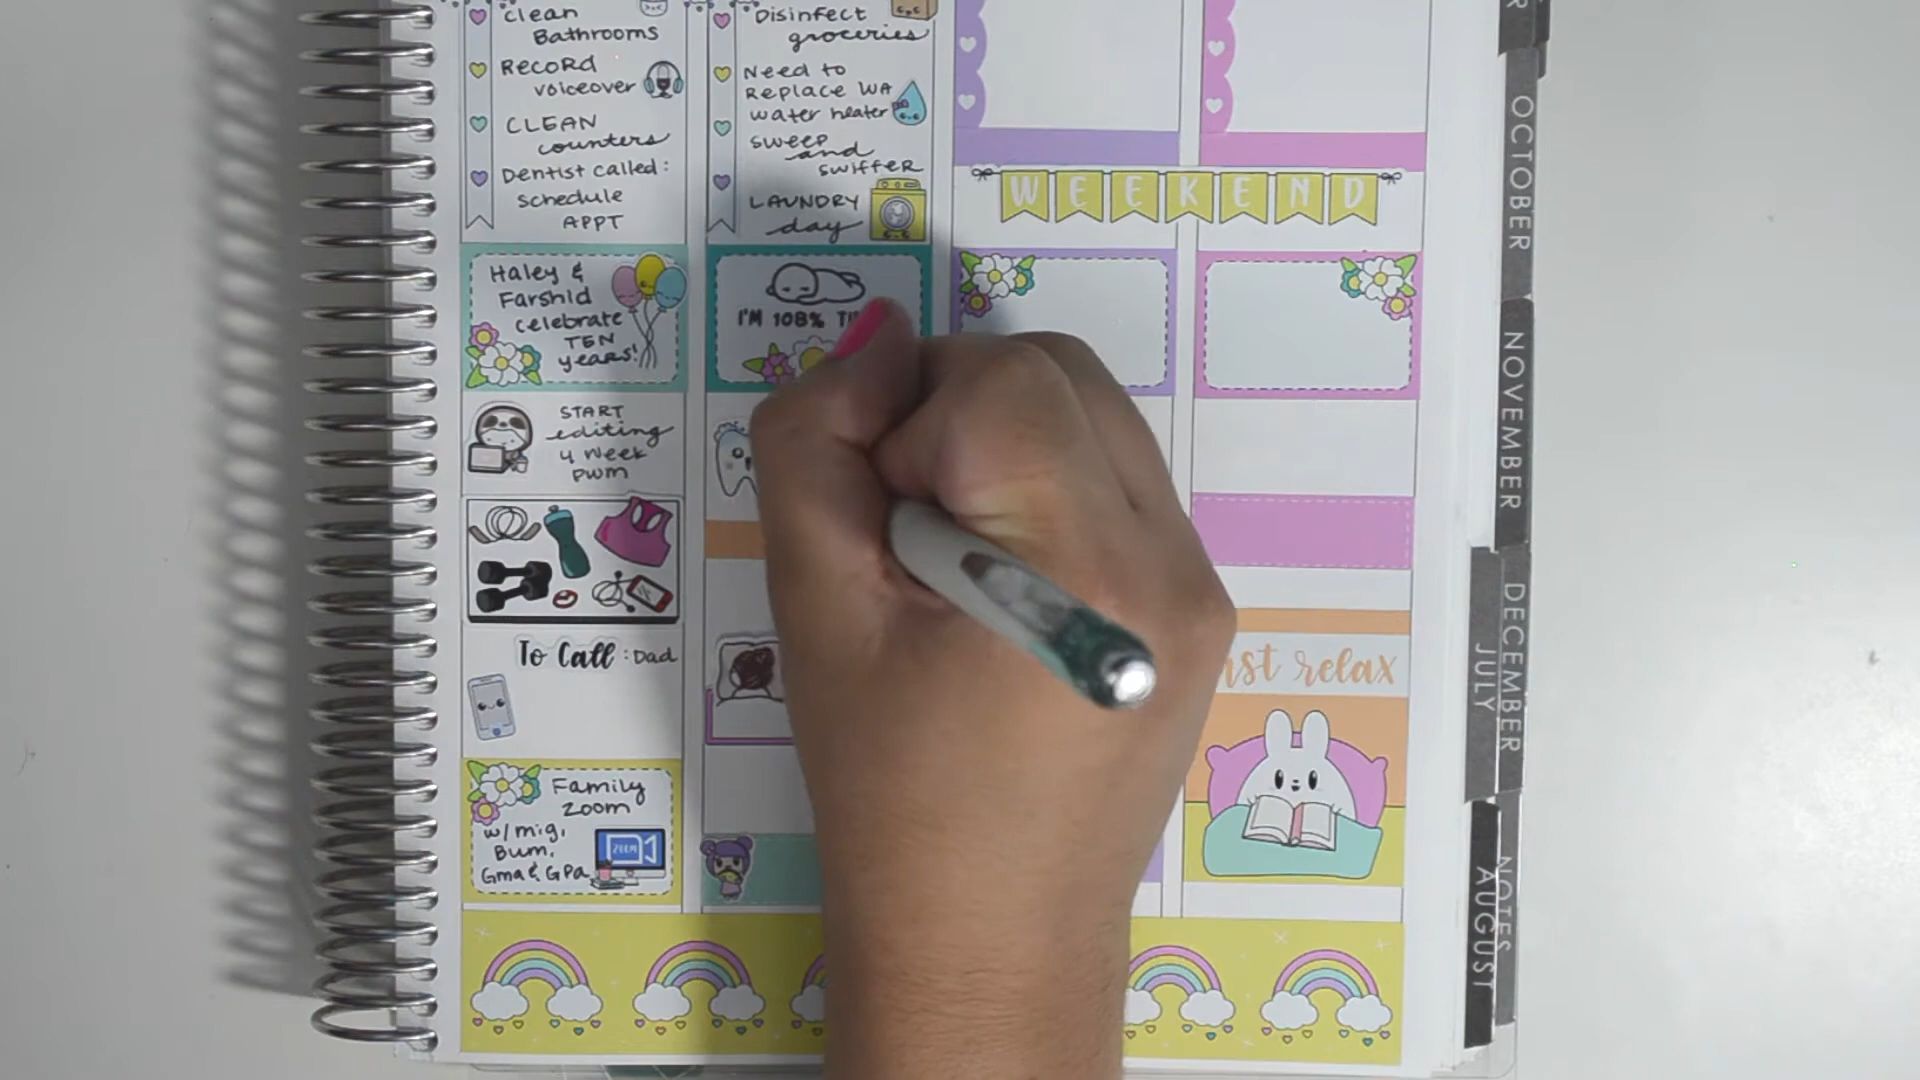 clean
Bathrooms
RECORD
voiceover
CLEAN
counters
Dentist called:
schedule
APPT
Disinfect
groceries
Need to
Replace WA
water heater
sweep
and
swiffer
LAUNDRY
day
WEEKEND
Haley &
Farshid
celebrate
TEN
years!
I'M 108%
START
editing
4 week
pwm
To Call: Dad
relax
Family
zoom
w/ mig,
Bum,
Gma & GPa
ZOOM
OCTOBER
NOVEMBER
DECEMBER
JULY
NOTES
AUGUST